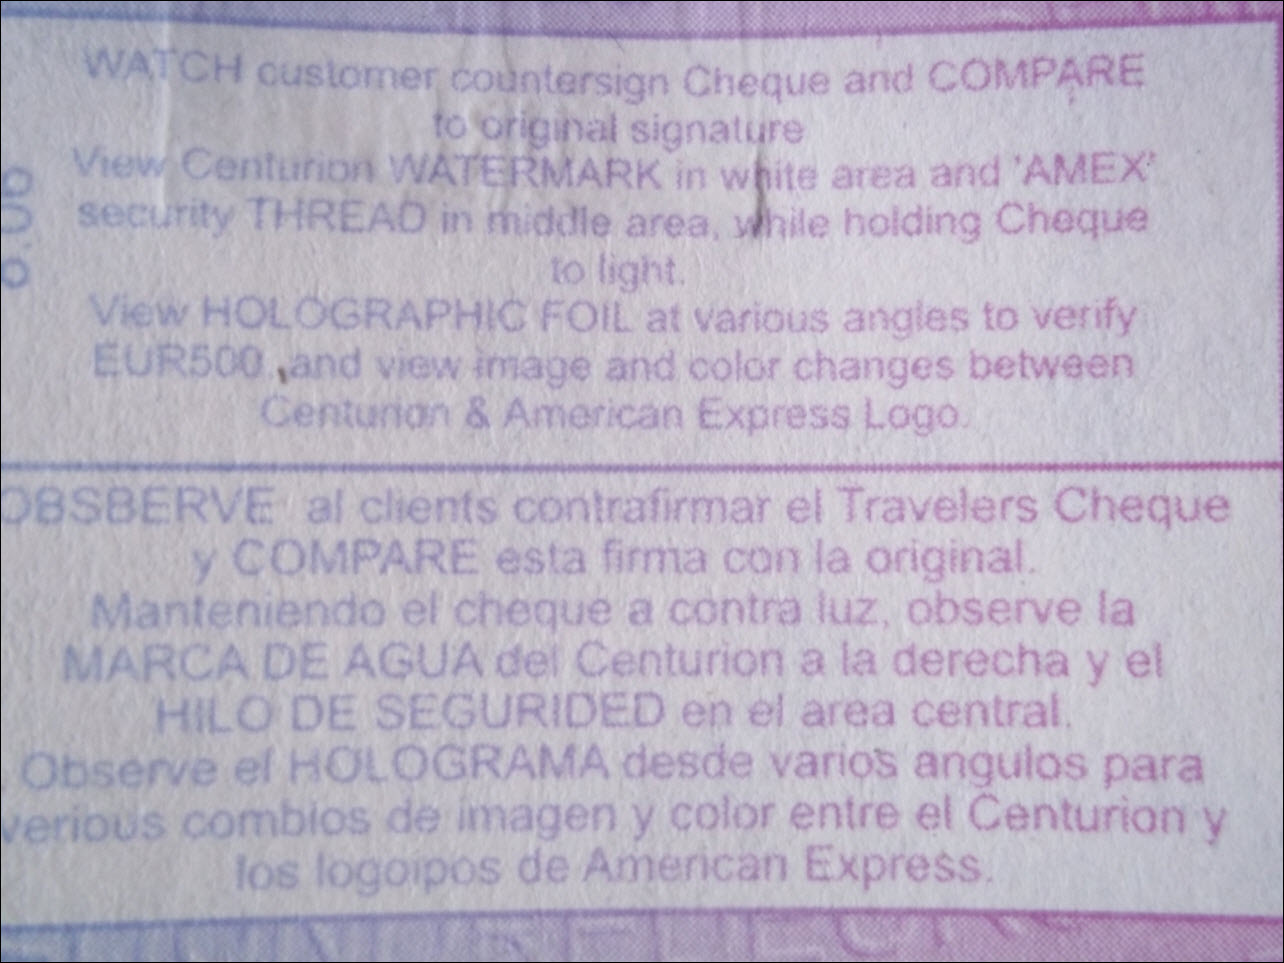 WATCH customer countersign Cheque and COMPARE
to original signature
View Centurion WATERMARK in white area and 'AMEX'
security THREAD in middle area, while holding Cheque
to light.
View HOLOGRAPHIC FOIL at various angles to verify
EUR500 ,and view image and color changes between
Centurion & American Express Logo.
OBSBERVE al clients contrafirmar el Travelers Cheque
y COMPARE esta firma con la original.
Manteniendo el cheque a contra luz, observe la
MARCA DE AGUA del Centurion a la derecha y el
HILO DE SEGURIDED en el area central.
Observe el HOLOGRAMA desde varios angulos para
verious combios de imagen y color entre el Centurion y
los logoipos de American Express.